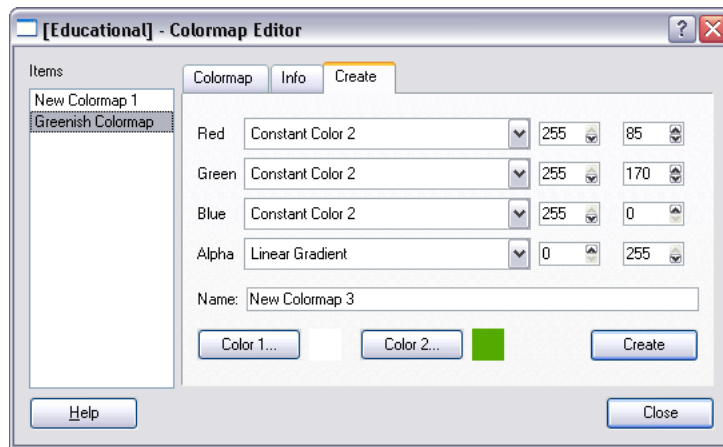 [Educational] - Colormap Editor
Items
New Colormap 1
Greenish Colormap
Colormap Info Create
Red Constant Color 2 255 85
Green Constant Color 2 255 170
Blue Constant Color 2 255 0
Alpha Linear Gradient 0 255
Name: New Colormap 3
Color 1... Color 2... Create
Help Close